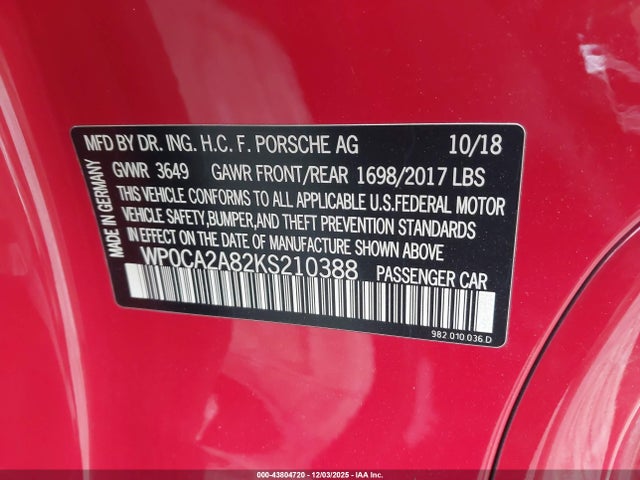 MFD BY DR. ING. H.C. F. PORSCHE AG 10/18
GVWR 3649 GAWR FRONT/REAR 1698/2017 LBS
THIS VEHICLE CONFORMS TO ALL APPLICABLE U.S.FEDERAL MOTOR
VEHICLE SAFETY,BUMPER,AND THEFT PREVENTION STANDARDS
IN EFFECT ON THE DATE OF MANUFACTURE SHOWN ABOVE.
WP0CA2A82KS210388 PASSENGER CAR
MADE IN GERMANY
982 010 036 D
000-43804720 - 12/03/2025 - IAA Inc.